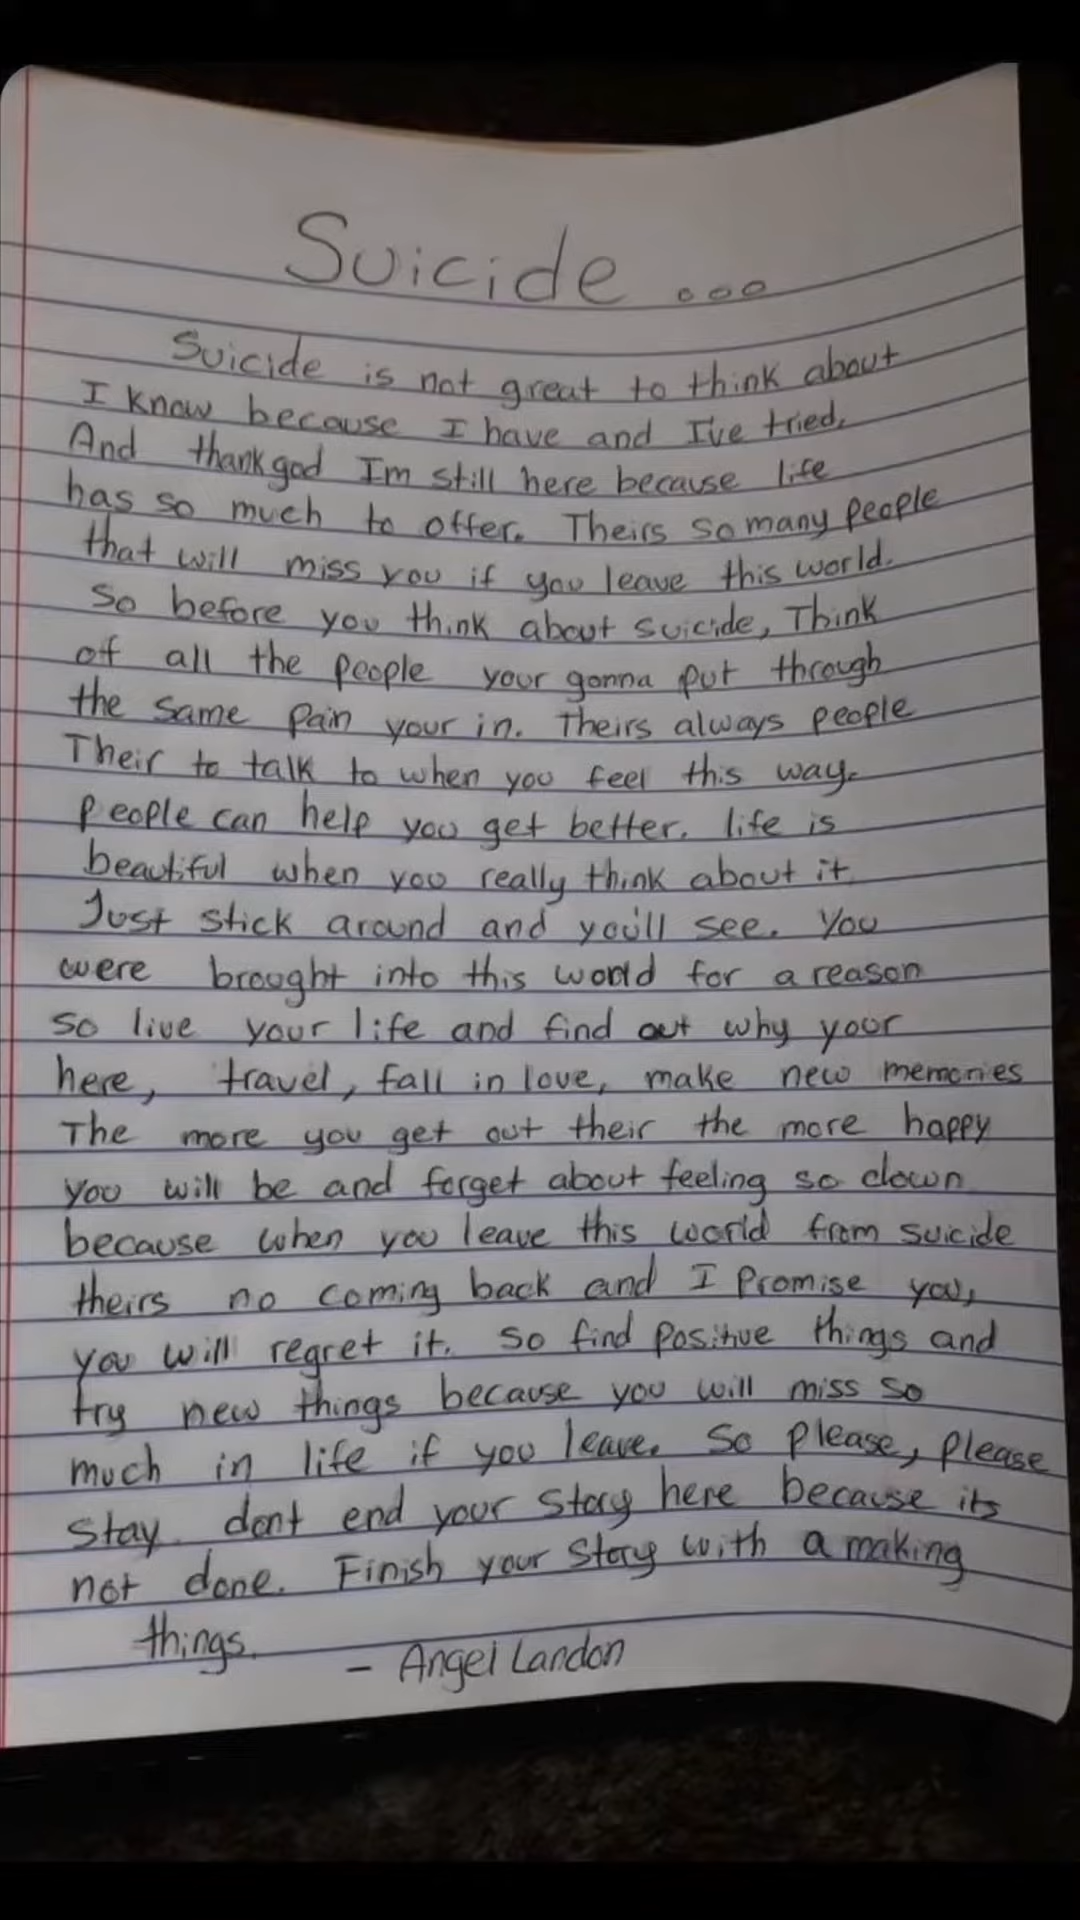 Suicide ...
Suicide is not great to think about
I know because I have and I've tried.
And thankgod Im still here because life
has so much to offer. Theirs so many people
that will miss you if you leave this world.
So before you think about suicide, Think
of all the people your gonna put through
the same pain your in. Theirs always people
Their to talk to when you feel this way.
people can help you get better. life is
beautiful when you really think about it
Just stick around and you'll see. You
were brought into this world for a reason
so live your life and find out why your
here, travel, fall in love, make new memories
The more you get out their the more happy
you will be and forget about feeling so down
because when you leave this world from suicide
theirs no coming back and I Promise you,
you will regret it. So find positive things and
try new things because you will miss so
much in life if you leave. So please, please
stay. dont end your story here because its
not done. Finish your story with a making
things.
- Angel Landon